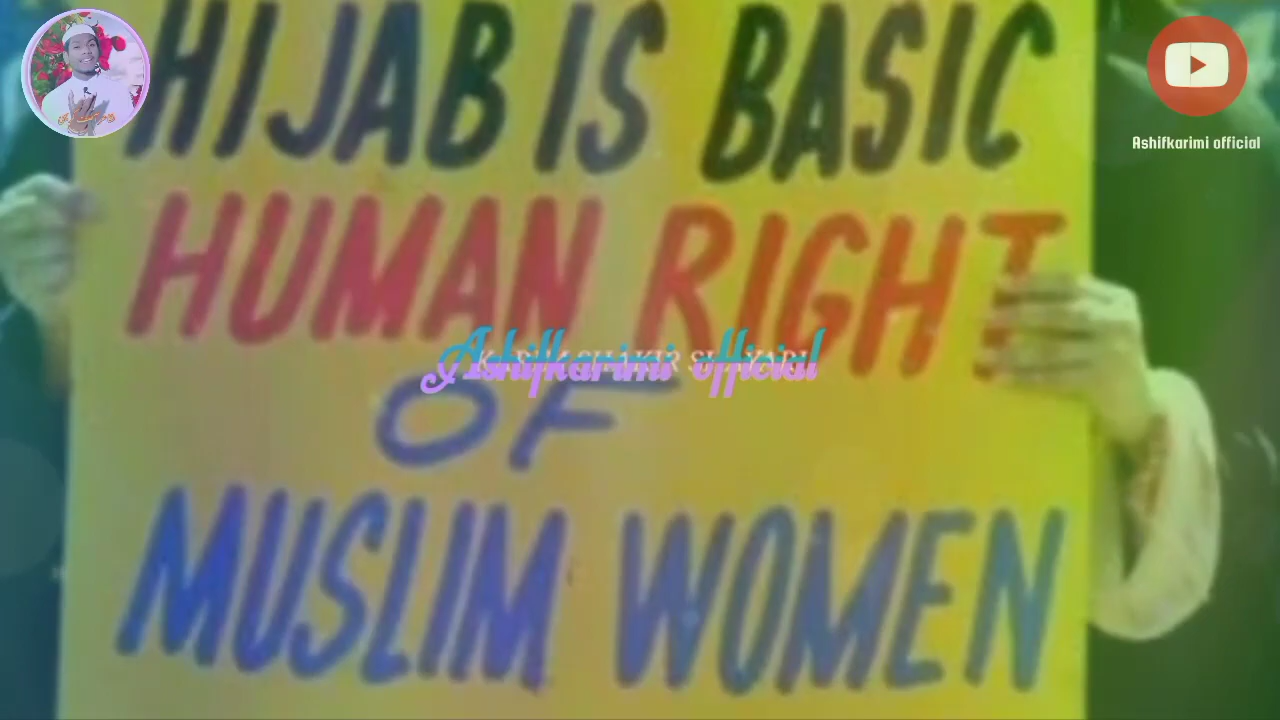 HIJAB IS BASIC
HUMAN RIGHT
OF
MUSLIM WOMEN
Ashifkarimi official
Ashifkarimi official